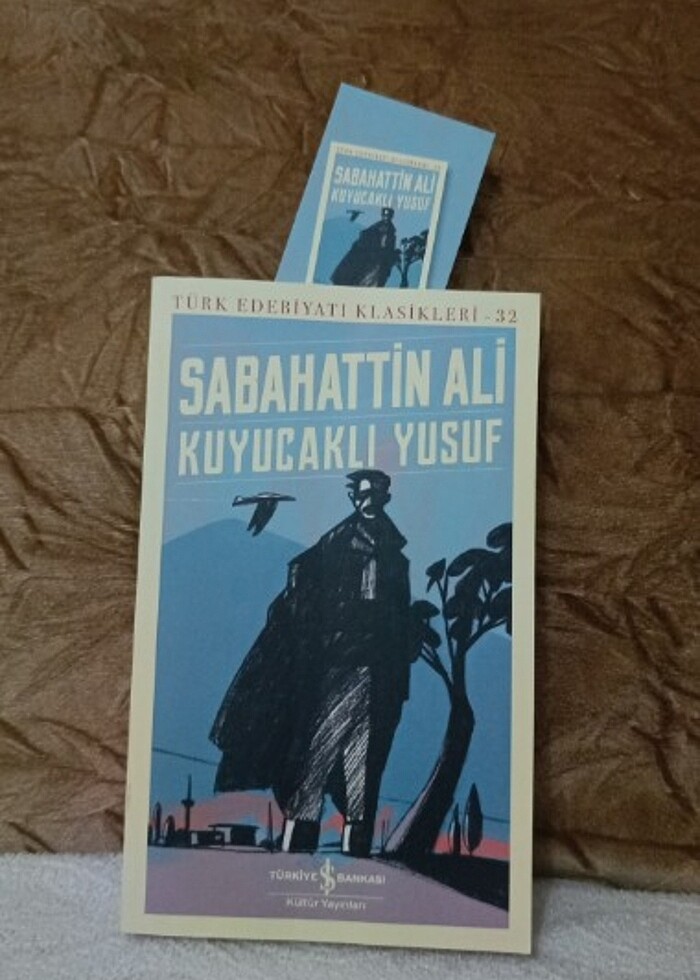 SABAHATTİN ALİ
KUYUCAKLI YUSUF
TÜRK EDEBİYATI KLASİKLERİ - 32
SABAHATTİN ALİ
KUYUCAKLI YUSUF
TÜRKİYE İŞ BANKASI
Kültür Yayınları